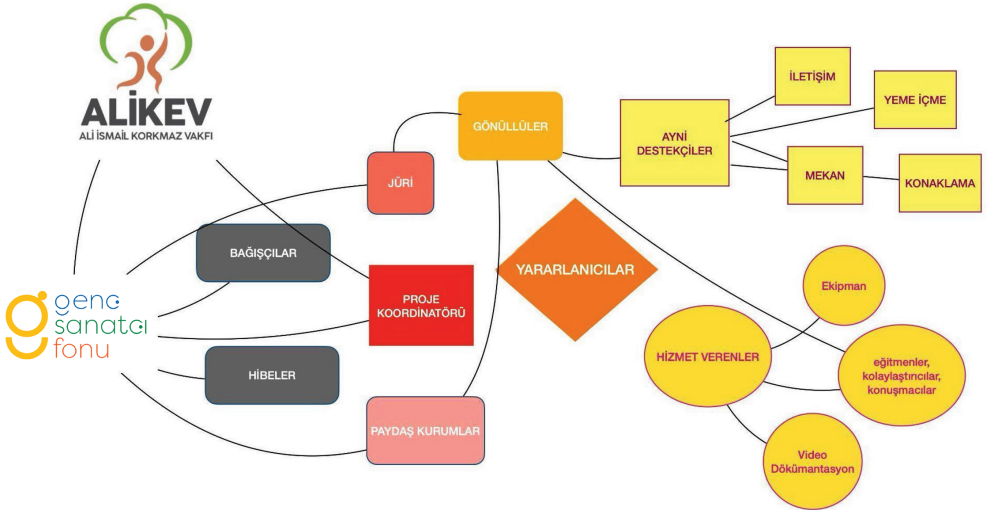 ALİKEV
ALİ İSMAİL KORKMAZ VAKFI
GÖNÜLLÜLER
AYNİ
DESTEKÇİLER
İLETİŞİM
YEME İÇME
MEKAN
KONAKLAMA
JÜRİ
BAĞIŞÇILAR
YARARLANICILAR
PROJE
KOORDİNATÖRÜ
genç
sanatçı
fonu
HİBELER
PAYDAŞ KURUMLAR
Ekipman
HİZMET VERENLER
eğitmenler,
kolaylaştırıcılar,
konuşmacılar
Video
Dökümantasyon